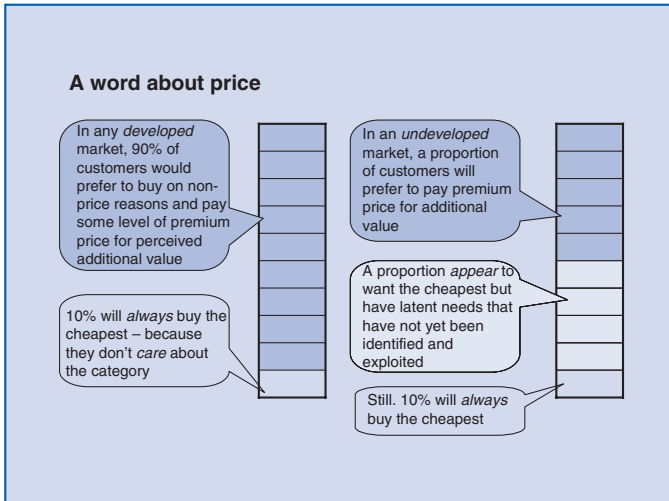 A word about price
In any developed
market, 90% of
customers would
prefer to buy on non-
price reasons and pay
some level of premium
price for perceived
additional value
10% will always buy the
cheapest – because
they don't care about
the category
In an undeveloped
market, a proportion
of customers will
prefer to pay premium
price for additional
value
A proportion appear to
want the cheapest but
have latent needs that
have not yet been
identified and
exploited
Still. 10% will always
buy the cheapest